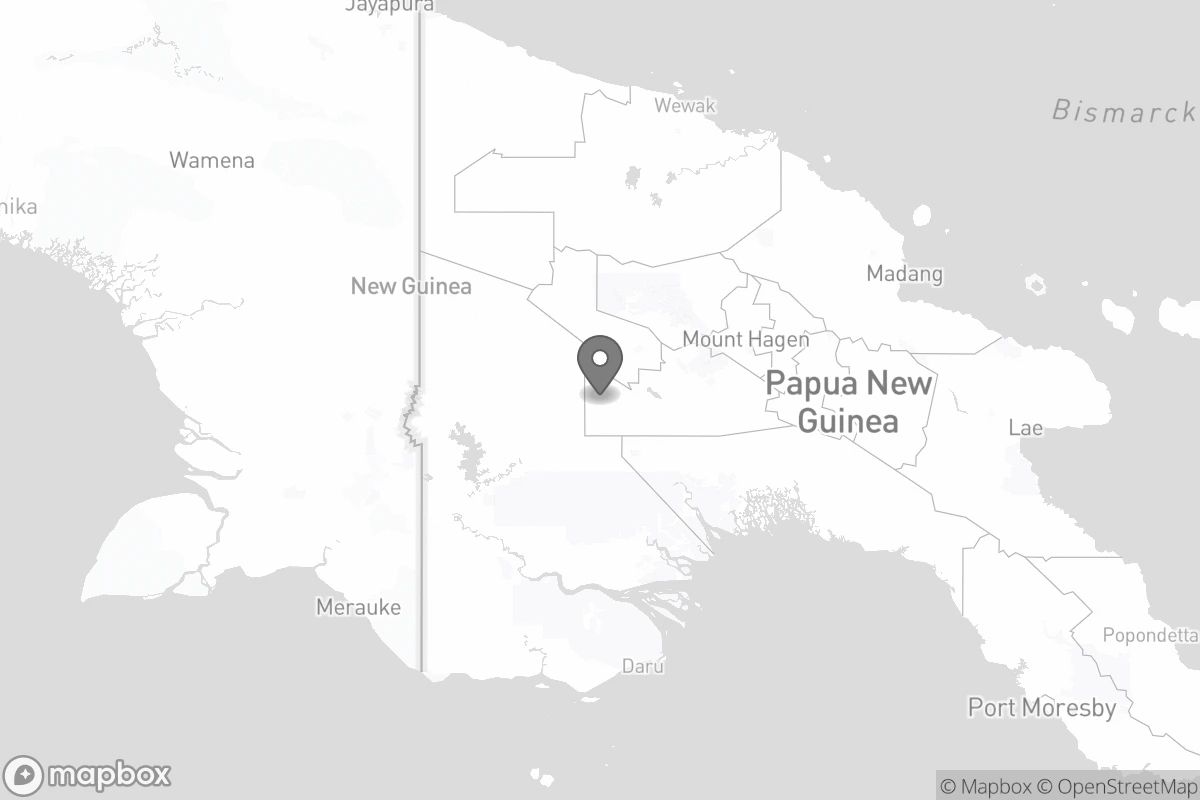 Jayapura
Wewak
Bismarck
Wamena
nika
Madang
New Guinea
Mount Hagen
Papua New
Guinea
Lae
Merauke
Popondetta
Darú
Port Moresby
mapbox
© Mapbox © OpenStreetMap